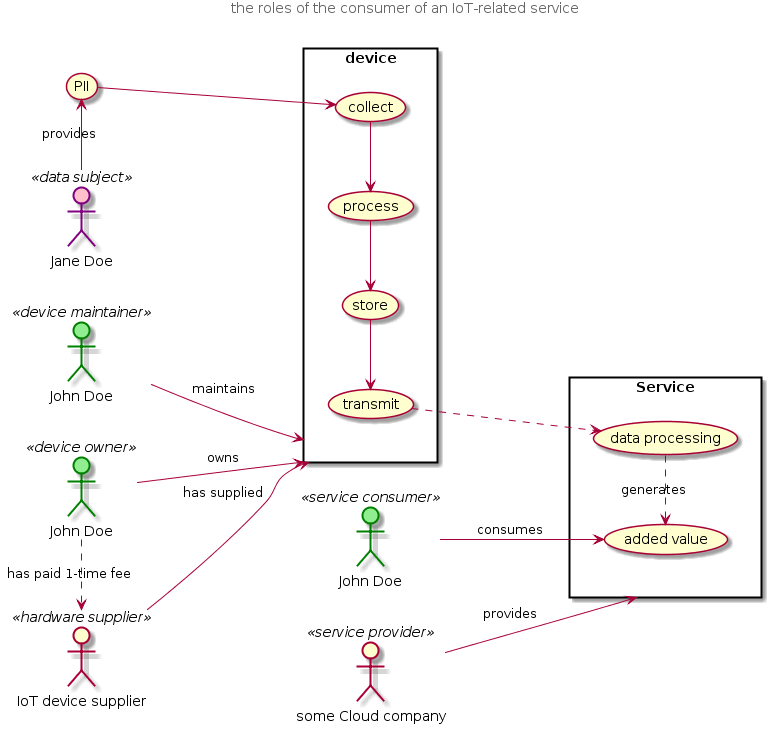 the roles of the consumer of an IoT-related service
device
PII
collect
provides
«data subject»
process
Jane Doe
«device maintainer»
store
John Doe
maintains
transmit
Service
data processing
«device owner»
owns
generates
has supplied
«service consumer»
John Doe
consumes
added value
has paid 1-time fee
John Doe
«hardware supplier»
provides
«service provider»
IoT device supplier
some Cloud company